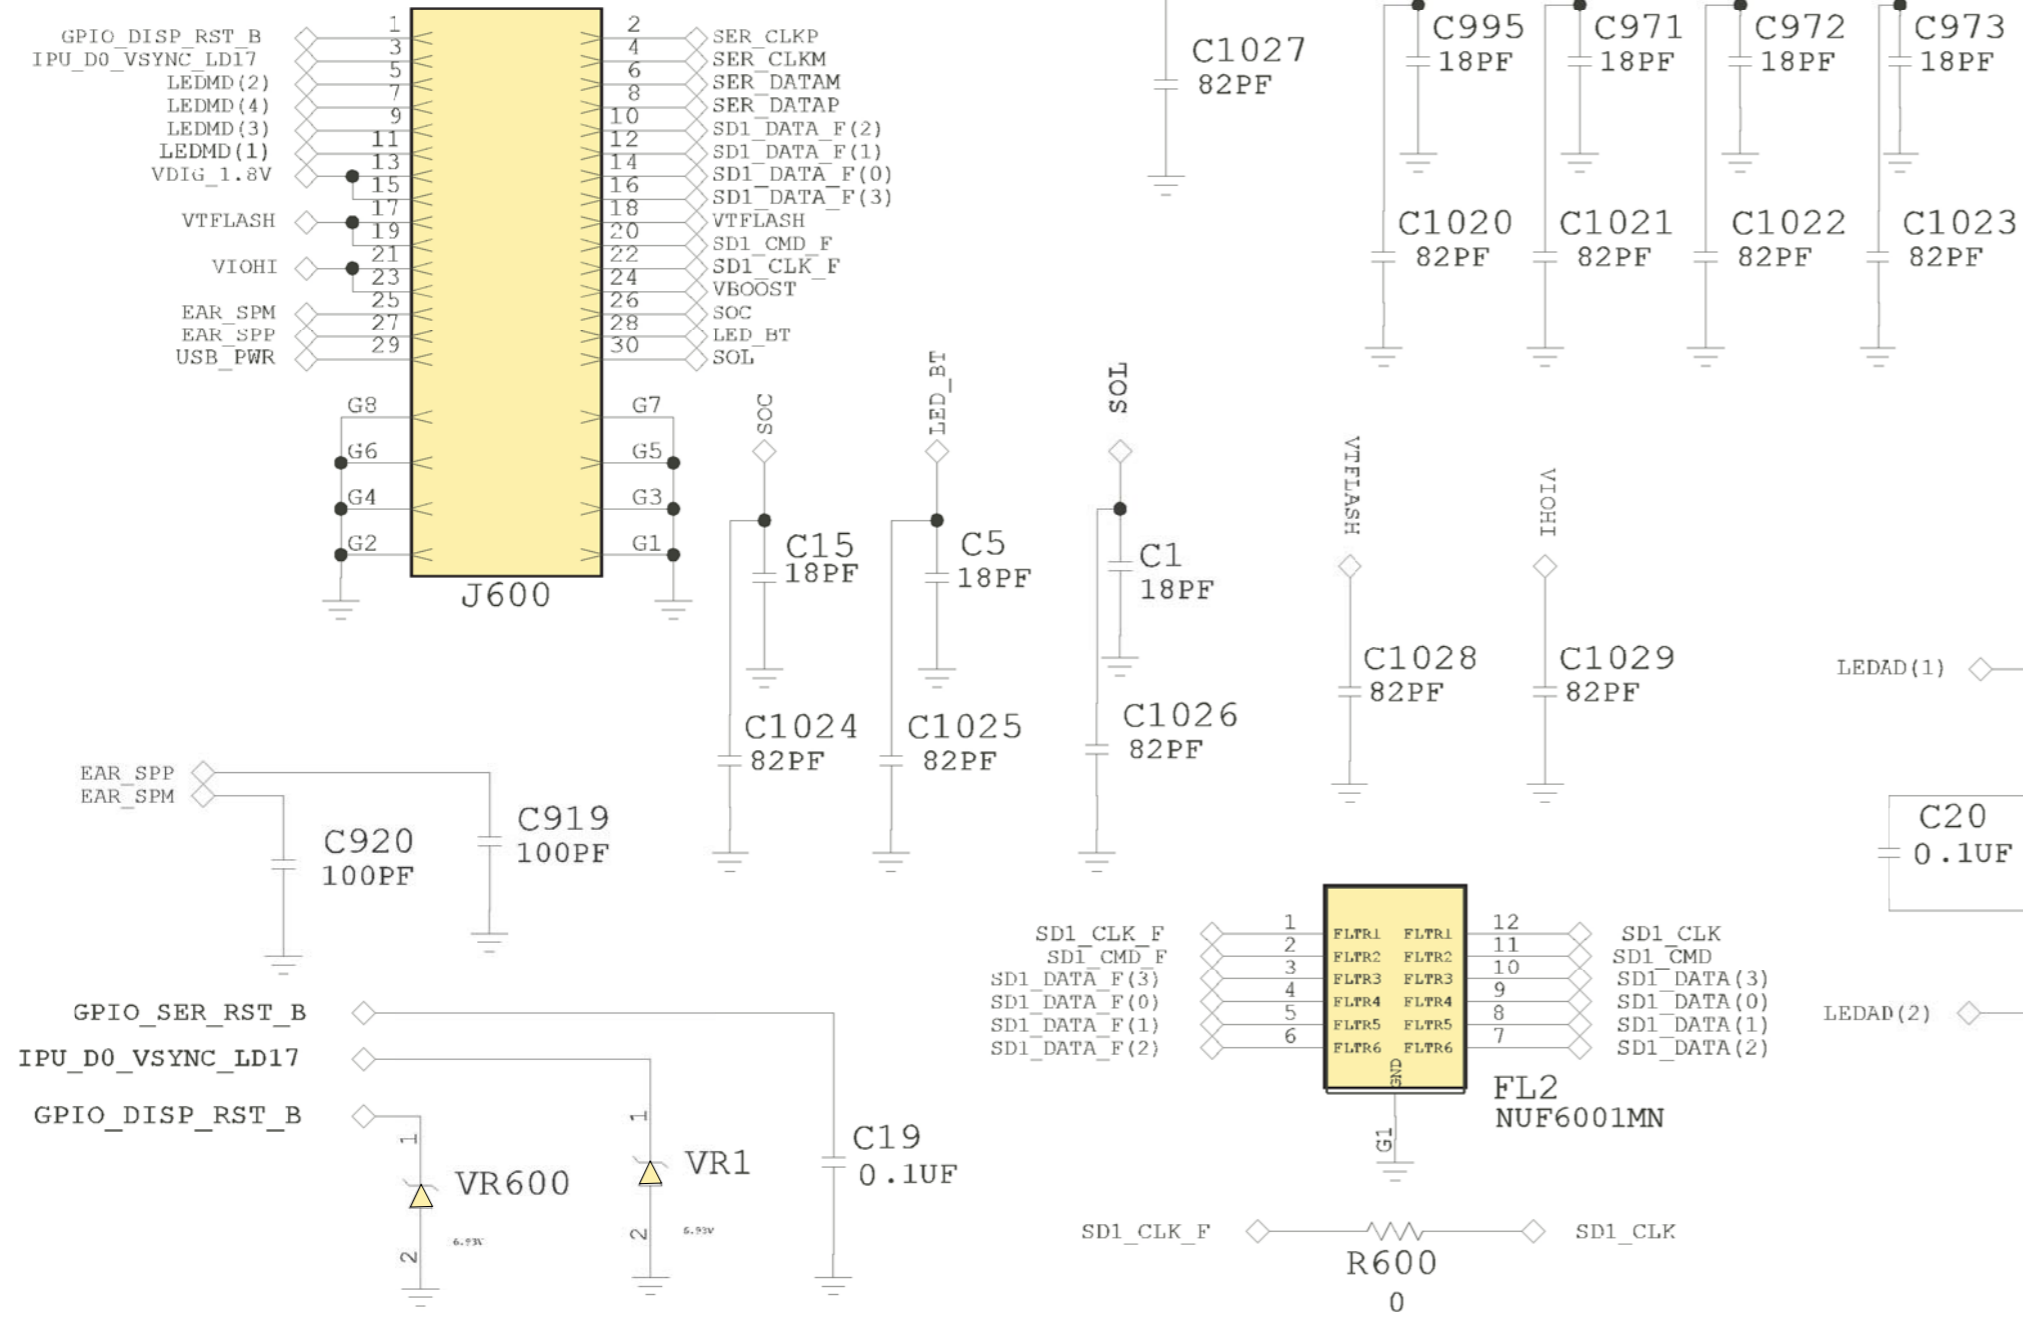 GPIO_DISP_RST_B
IPU_D0_VSYNC_LD17
LEDMD(2)
LEDMD(4)
LEDMD(3)
LEDMD(1)
VDIG_1.8V
VTFLASH
VIOHI
EAR_SPM
EAR_SPP
USB_PWR
1
3
5
7
9
11
13
15
17
19
21
23
25
27
29
2
4
6
8
10
12
14
16
18
20
22
24
26
28
30
SER_CLKP
SER_CLKM
SER_DATAM
SER_DATAP
SD1_DATA_F(2)
SD1_DATA_F(1)
SD1_DATA_F(0)
SD1_DATA_F(3)
VTFLASH
SD1_CMD_F
SD1_CLK_F
VBOOST
SOC
LED_BT
SOL
G8
G6
G4
G2
G7
G5
G3
G1
J600
C1027
82PF
C995
18PF
C971
18PF
C972
18PF
C973
18PF
C1020
82PF
C1021
82PF
C1022
82PF
C1023
82PF
SOC
LED_BT
SOL
VTFLASH
VIOHI
C15
18PF
C5
18PF
C1
18PF
C1024
82PF
C1025
82PF
C1026
82PF
C1028
82PF
C1029
82PF
LEDAD(1)
EAR_SPP
EAR_SPM
C920
100PF
C919
100PF
C20
0.1UF
LEDAD(2)
GPIO_SER_RST_B
IPU_D0_VSYNC_LD17
GPIO_DISP_RST_B
1
VR600
6.93V
2
1
VR1
6.93V
2
C19
0.1UF
SD1_CLK_F
SD1_CMD_F
SD1_DATA_F(3)
SD1_DATA_F(0)
SD1_DATA_F(1)
SD1_DATA_F(2)
1
2
3
4
5
6
FLTR1 FLTR1
FLTR2 FLTR2
FLTR3 FLTR3
FLTR4 FLTR4
FLTR5 FLTR5
FLTR6 FLTR6
GND
12
11
10
9
8
7
SD1_CLK
SD1_CMD
SD1_DATA(3)
SD1_DATA(0)
SD1_DATA(1)
SD1_DATA(2)
FL2
NUF6001MN
G1
SD1_CLK_F
SD1_CLK
R600
0